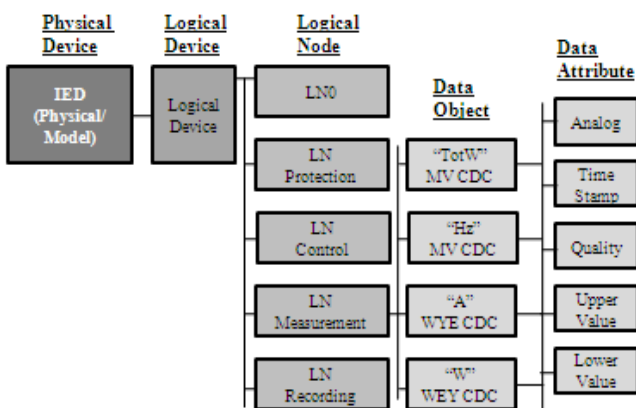 Physical
Device
Logical
Device
Logical
Node
Data
Object
Data
Attribute
IED
(Physical/
Model)
Logical
Device
LN0
LN
Protection
LN
Control
LN
Measurement
LN
Recording
“TotW”
MV CDC
“Hz”
MV CDC
“A”
WYE CDC
“W”
WEY CDC
Analog
Time
Stamp
Quality
Upper
Value
Lower
Value